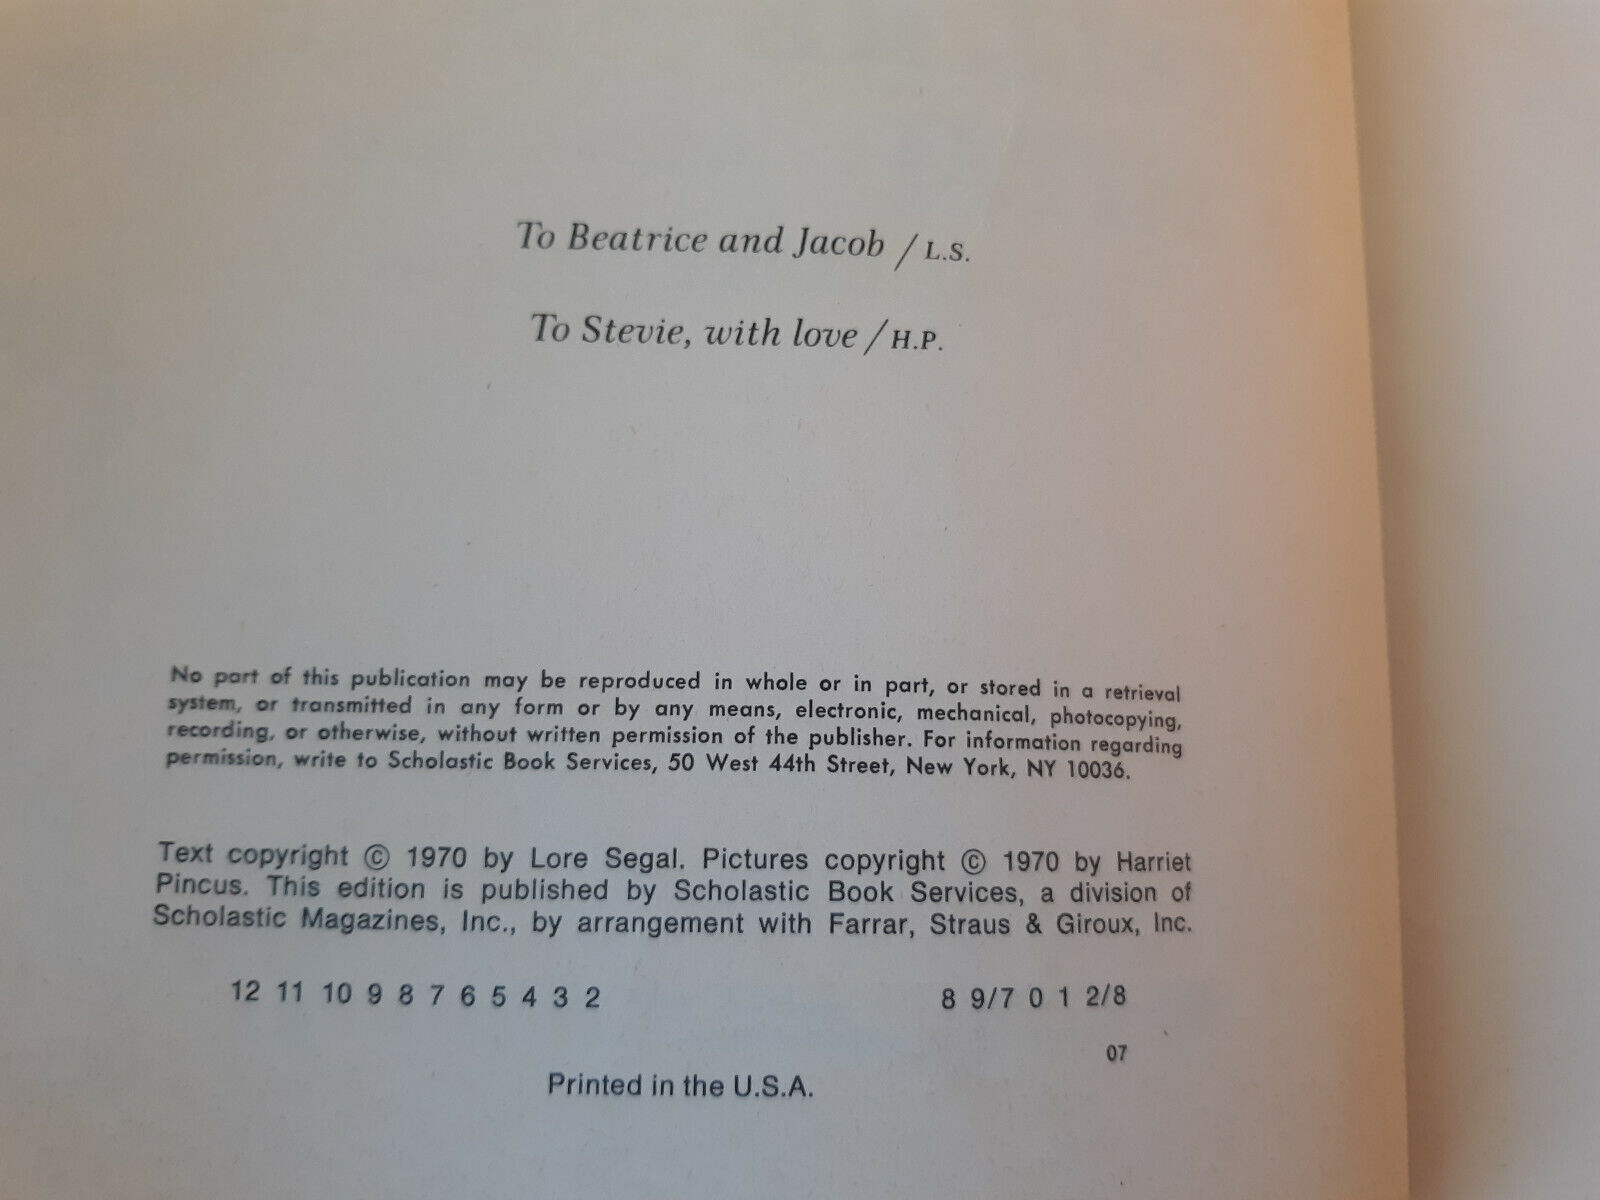 To Beatrice and Jacob / L.S.
To Stevie, with love / H.P.
No part of this publication may be reproduced in whole or in part, or stored in a retrieval
system, or transmitted in any form or by any means, electronic, mechanical, photocopying,
recording, or otherwise, without written permission of the publisher. For information regarding
permission, write to Scholastic Book Services, 50 West 44th Street, New York, NY 10036.
Text copyright © 1970 by Lore Segal. Pictures copyright © 1970 by Harriet
Pincus. This edition is published by Scholastic Book Services, a division of
Scholastic Magazines, Inc., by arrangement with Farrar, Straus & Giroux, Inc.
12 11 10 9 8 7 6 5 4 3 2 8 9/7 0 1 2/8
07
Printed in the U.S.A.